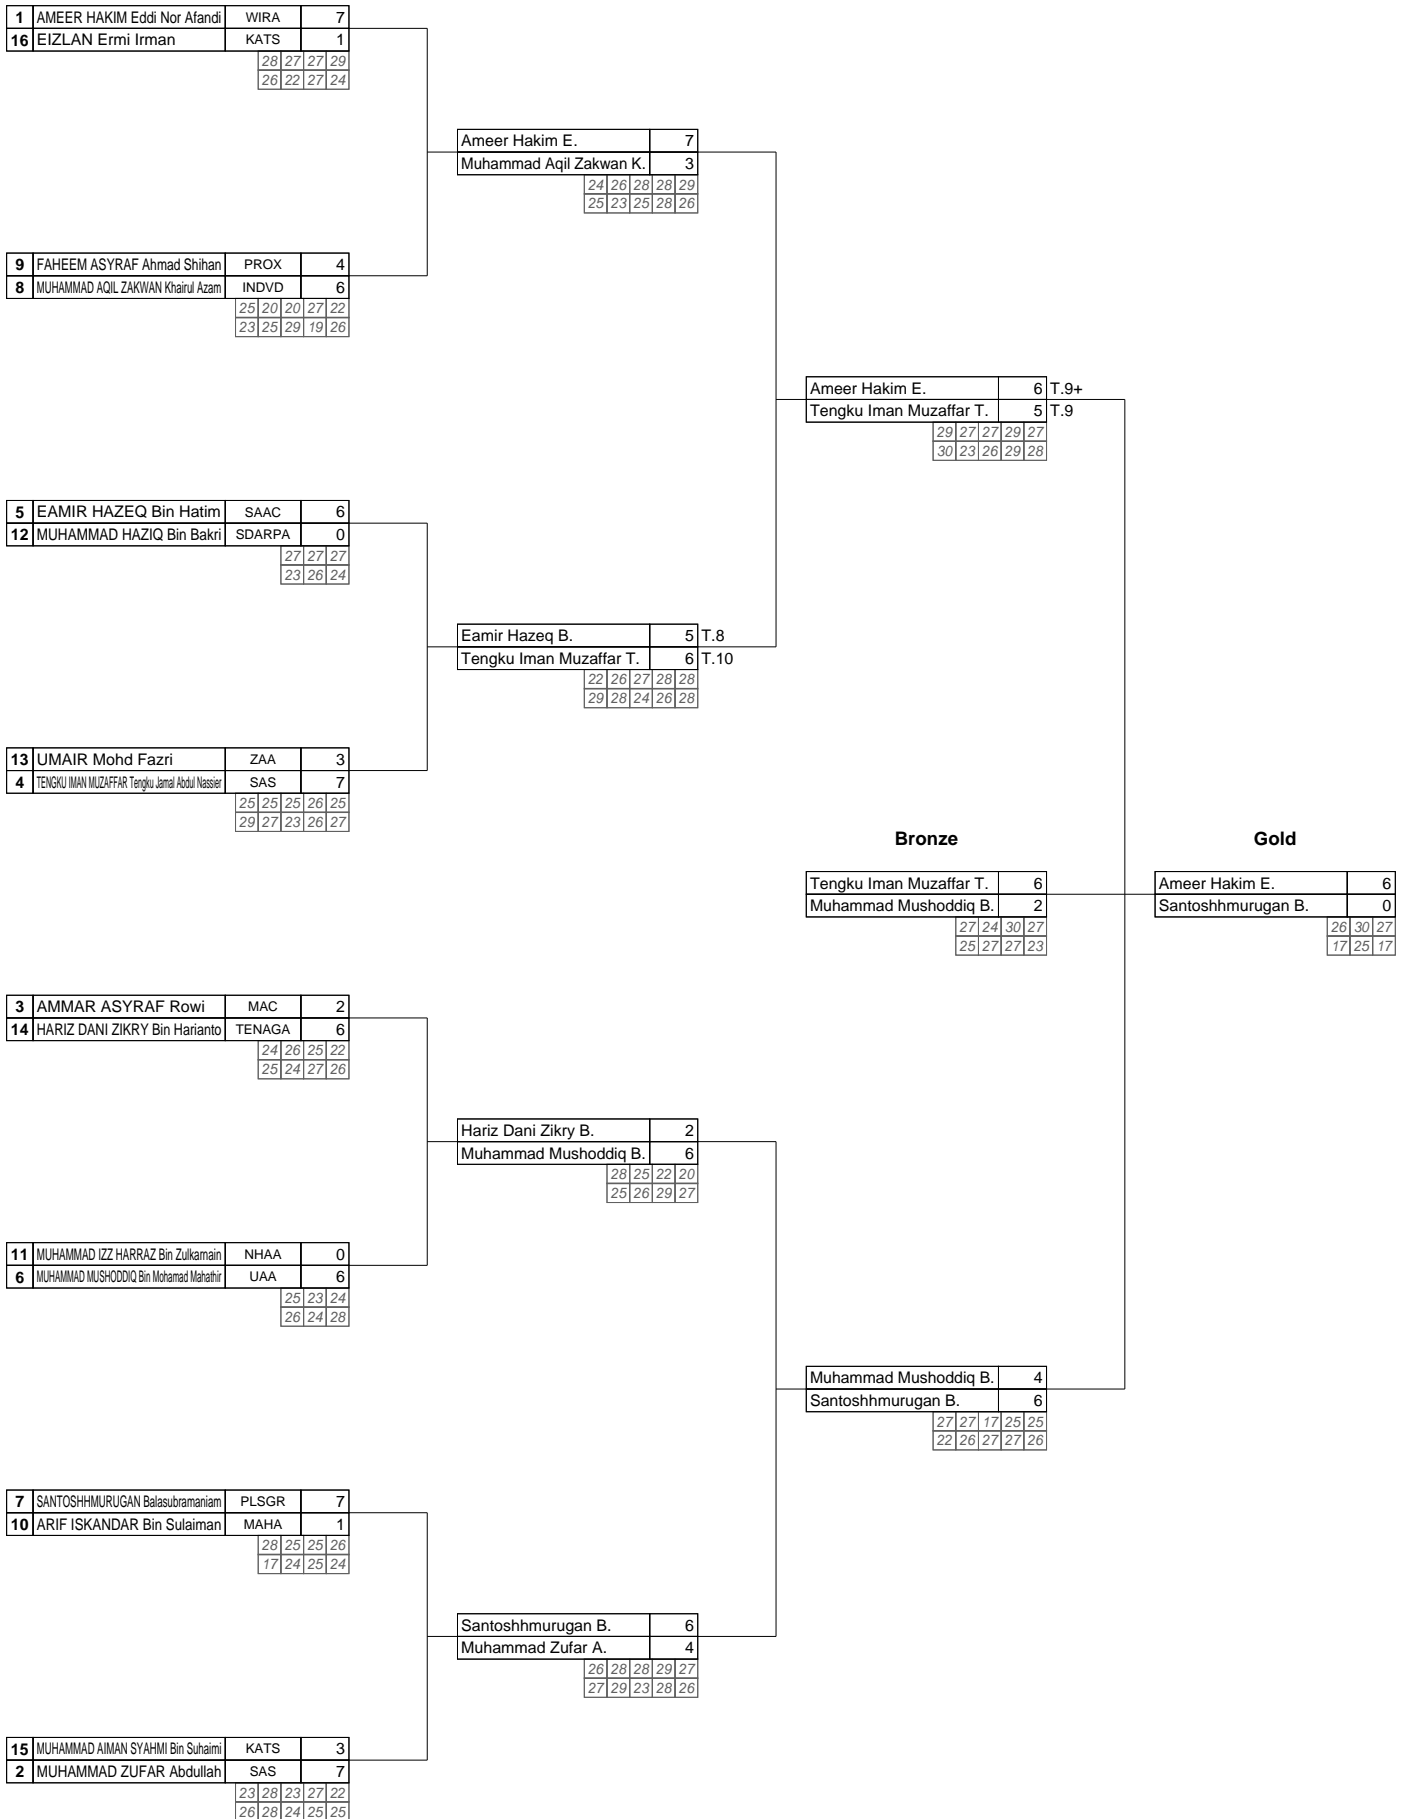 1 AMEER HAKIM Eddi Nor Afandi WIRA 7
16 EIZLAN Ermi Irman KATS 1
28 27 27 29
26 22 27 24
Ameer Hakim E. 7
Muhammad Aqil Zakwan K. 3
24 26 28 28 29
25 23 25 28 26
9 FAHEEM ASYRAF Ahmad Shihan PROX 4
8 MUHAMMAD AQIL ZAKWAN Khairul Azam INDVD 6
25 20 20 27 22
23 25 29 19 26
Ameer Hakim E. 6 T.9+
Tengku Iman Muzaffar T. 5 T.9
29 27 27 29 27
30 23 26 29 28
5 EAMIR HAZEQ Bin Hatim SAAC 6
12 MUHAMMAD HAZIQ Bin Bakri SDARPA 0
27 27 27
23 26 24
Eamir Hazeq B. 5 T.8
Tengku Iman Muzaffar T. 6 T.10
22 26 27 28 28
29 28 24 26 28
13 UMAIR Mohd Fazri ZAA 3
4 TENGKU IMAN MUZAFFAR Tengku Jamal Abdul Nassier SAS 7
25 25 25 26 25
29 27 23 26 27
Bronze Gold
Tengku Iman Muzaffar T. 6 Ameer Hakim E. 6
Muhammad Mushoddiq B. 2 Santoshhmurugan B. 0
27 24 30 27 26 30 27
25 27 27 23 17 25 17
3 AMMAR ASYRAF Rowi MAC 2
14 HARIZ DANI ZIKRY Bin Harianto TENAGA 6
24 26 25 22
25 24 27 26
Hariz Dani Zikry B. 2
Muhammad Mushoddiq B. 6
28 25 22 20
25 26 29 27
11 MUHAMMAD IZZ HARRAZ Bin Zulkarnain NHAA 0
6 MUHAMMAD MUSHODDIQ Bin Mohamad Mahathir UAA 6
25 23 24
26 24 28
Muhammad Mushoddiq B. 4
Santoshhmurugan B. 6
27 27 17 25 25
22 26 27 27 26
7 SANTOSHHMURUGAN Balasubramaniam PLSGR 7
10 ARIF ISKANDAR Bin Sulaiman MAHA 1
28 25 25 26
17 24 25 24
Santoshhmurugan B. 6
Muhammad Zufar A. 4
26 28 28 29 27
27 29 23 28 26
15 MUHAMMAD AIMAN SYAHMI Bin Suhaimi KATS 3
2 MUHAMMAD ZUFAR Abdullah SAS 7
23 28 23 27 22
26 28 24 25 25